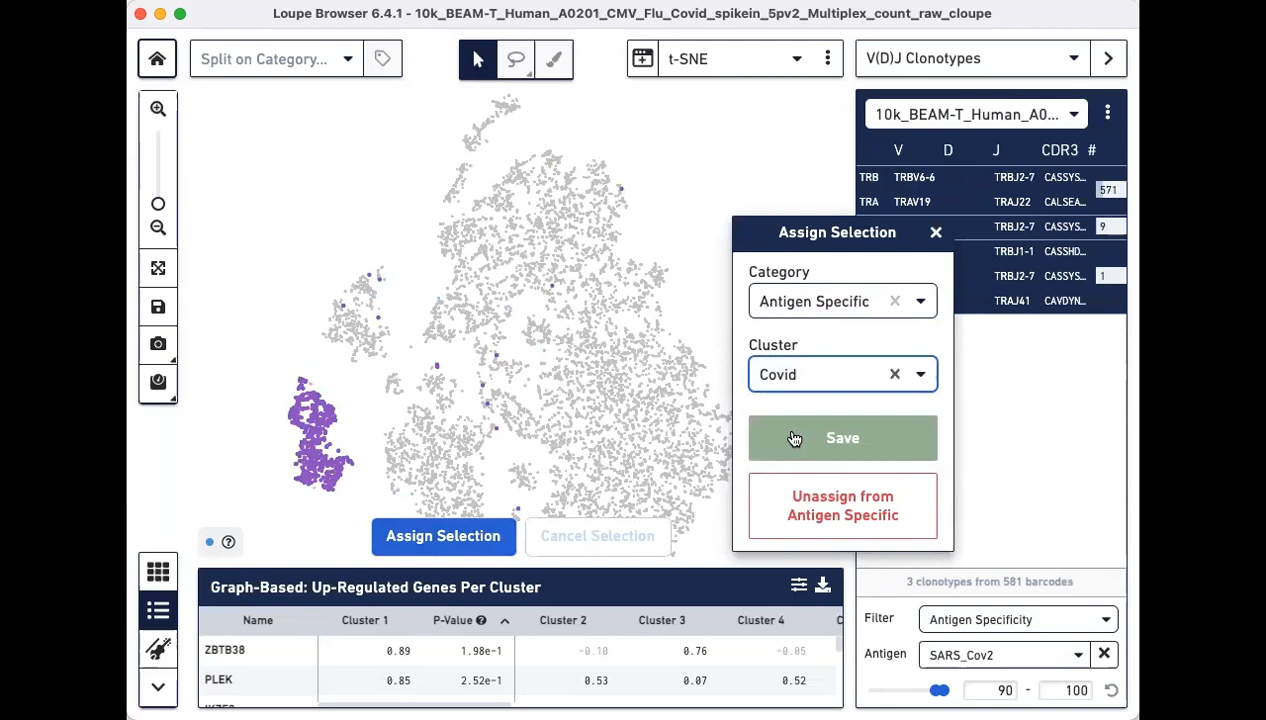 Loupe Browser 6.4.1 - 10k_BEAM-T_Human_A0201_CMV_Flu_Covid_spikein_5pv2_Multiplex_count_raw_cloupe
Split on Category...
t-SNE
V(D)J Clonotypes
10k_BEAM-T_Human_A0...
V D J CDR3 #
TRB TRBV6-6 TRBJ2-7 CASSYS...
571
TRA TRAV19 TRAJ22 CALSEA...
TRBJ2-7 CASSYS... 9
TRBJ1-1 CASSHD...
TRBJ2-7 CASSYS... 1
TRAJ41 CAVDYN...
Assign Selection
Category
Antigen Specific
Cluster
Covid
Save
Unassign from
Antigen Specific
Assign Selection
Cancel Selection
3 clonotypes from 581 barcodes
Filter Antigen Specificity
Antigen SARS_Cov2
90 - 100
Graph-Based: Up-Regulated Genes Per Cluster
Name Cluster 1 P-Value Cluster 2 Cluster 3 Cluster 4
ZBTB38 0.89 1.98e-1 -0.10 0.76 -0.05
PLEK 0.85 2.52e-1 0.53 0.07 0.52